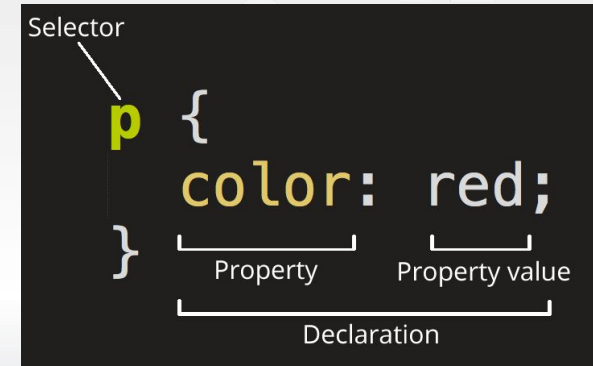 Selector
p {
color: red;
}
Property Property value
Declaration